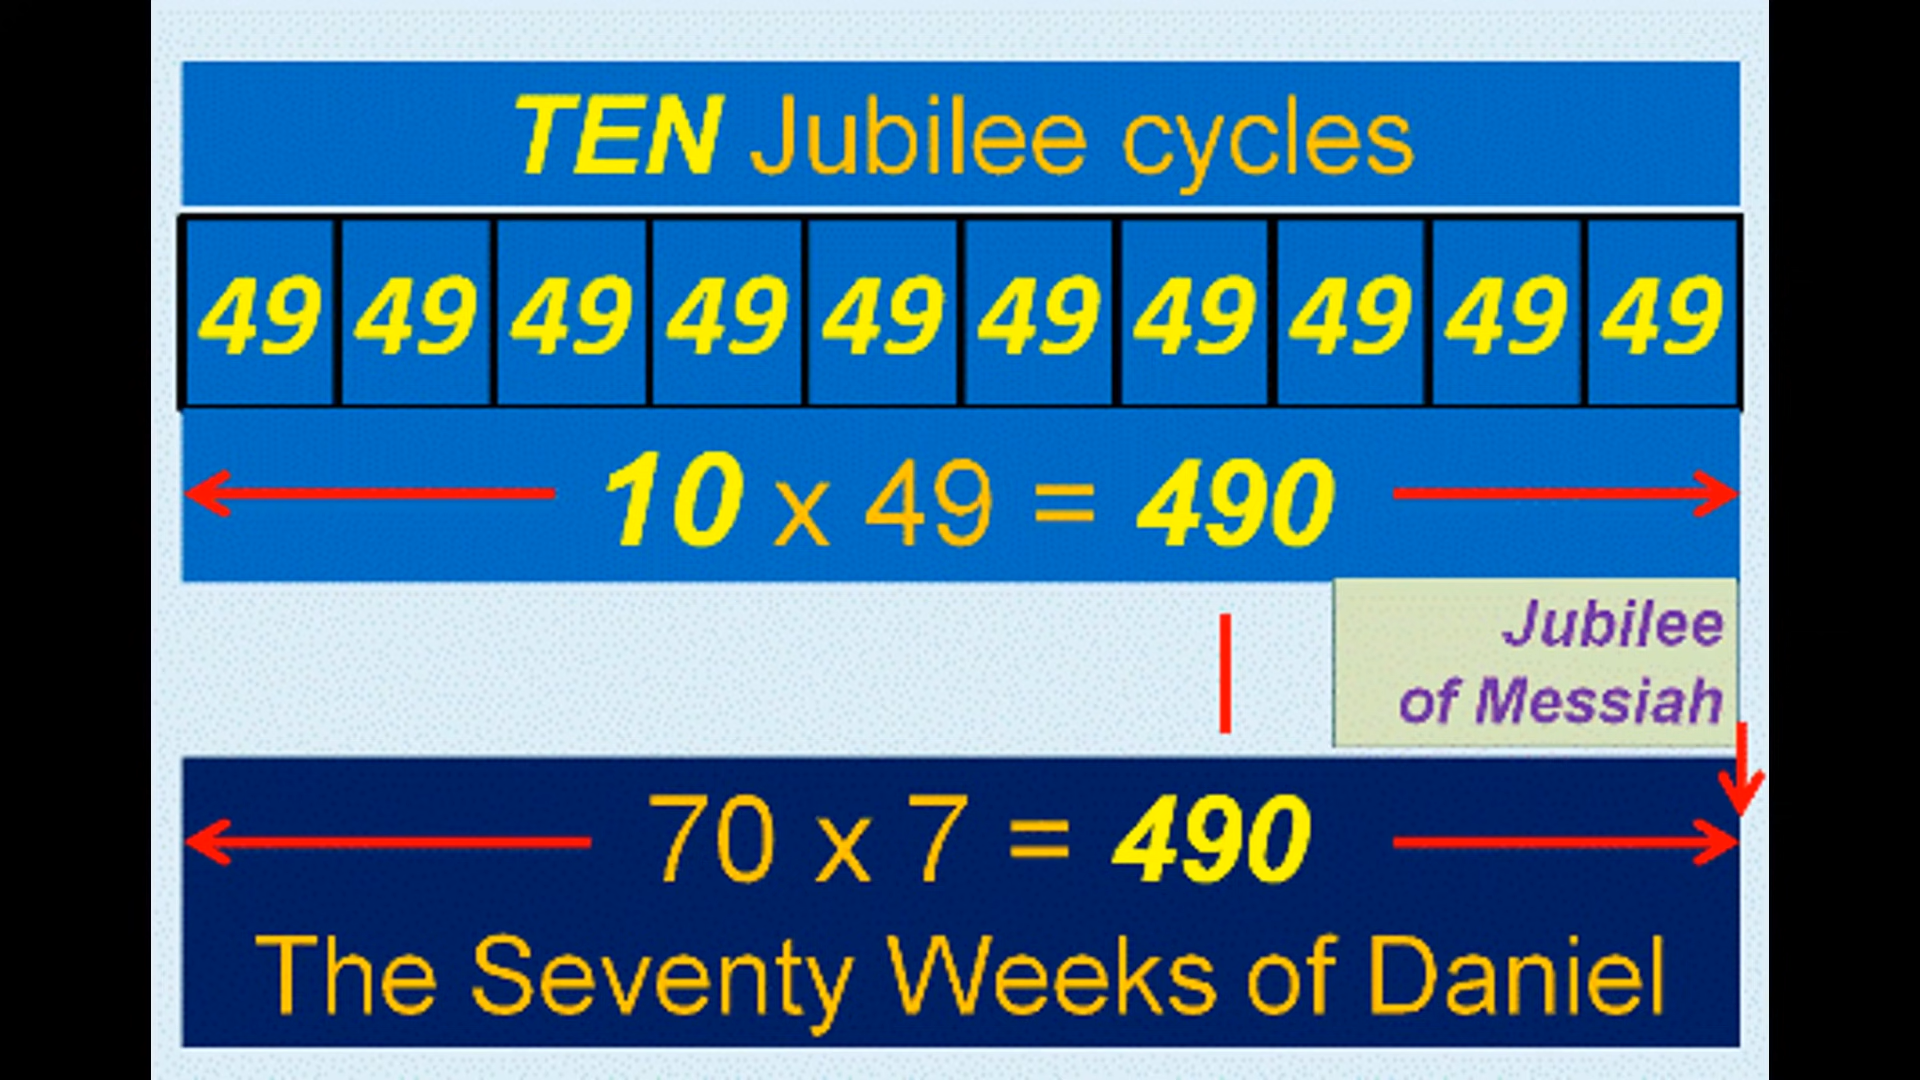 TEN Jubilee cycles
49 49 49 49 49 49 49 49 49 49
10 x 49 = 490
Jubilee
of Messiah
70 x 7 = 490
The Seventy Weeks of Daniel